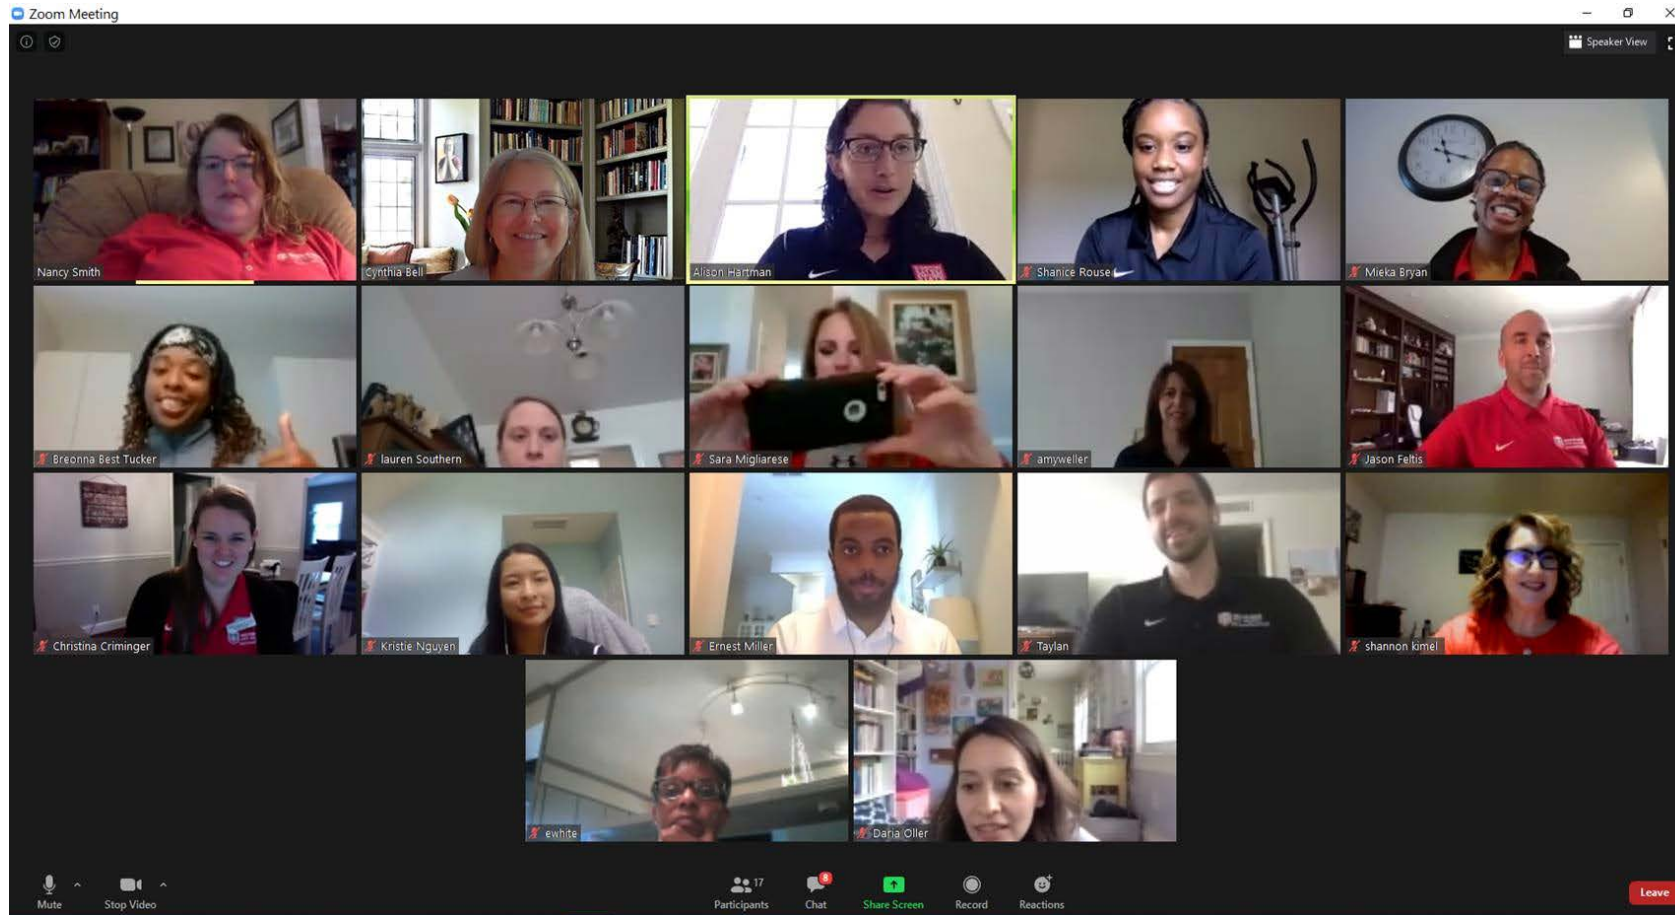 Zoom Meeting
Speaker View
Nancy Smith
Cynthia Bell
Alison Hartman
Shanice Rouse
Mieka Bryan
Breonna Best Tucker
lauren Southern
Sara Migliarese
amyweller
Jason Feltis
Christina Criminger
Kristie Nguyen
Ernest Miller
Taylan
shannon kimel
ewhite
Daria Oller
17
8
Mute
Stop Video
Participants
Chat
Share Screen
Record
Reactions
Leave